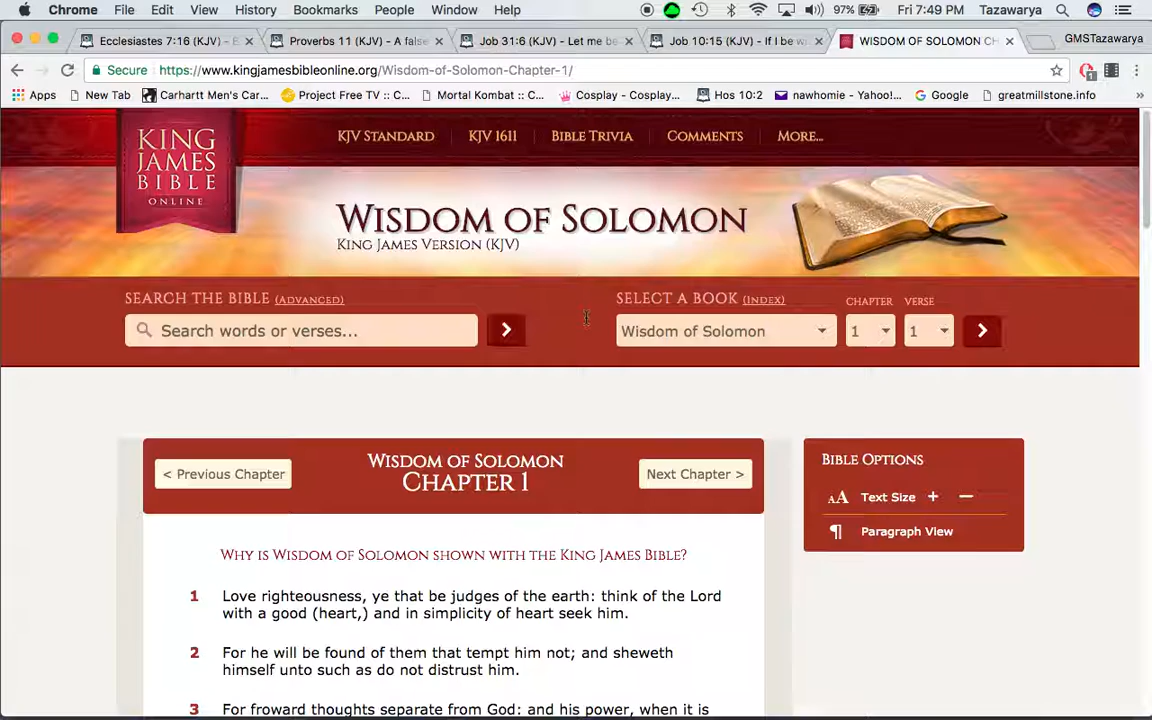 Chrome File Edit View History Bookmarks People Window Help 97% Fri 7:49 PM Tazawarya
Ecclesiastes 7:16 (KJV) - E Proverbs 11 (KJV) - A false Job 31:6 (KJV) - Let me be Job 10:15 (KJV) - If I be w WISDOM OF SOLOMON CH GMSTazawarya
Secure https://www.kingjamesbibleonline.org/Wisdom-of-Solomon-Chapter-1/
Apps New Tab Carhartt Men's Car... Project Free TV :: C... Mortal Kombat :: C... Cosplay - Cosplay... Hos 10:2 nawhomie - Yahoo!... Google greatmillstone.info »
KING JAMES BIBLE ONLINE
KJV STANDARD KJV 1611 BIBLE TRIVIA COMMENTS MORE...
WISDOM OF SOLOMON
KING JAMES VERSION (KJV)
SEARCH THE BIBLE (ADVANCED) SELECT A BOOK (INDEX) CHAPTER VERSE
Search words or verses... > Wisdom of Solomon 1 1 >
< Previous Chapter
WISDOM OF SOLOMON
CHAPTER 1
Next Chapter >
BIBLE OPTIONS
AA Text Size + −
¶ Paragraph View
WHY IS WISDOM OF SOLOMON SHOWN WITH THE KING JAMES BIBLE?
1 Love righteousness, ye that be judges of the earth: think of the Lord
with a good (heart,) and in simplicity of heart seek him.
2 For he will be found of them that tempt him not; and sheweth
himself unto such as do not distrust him.
3 For froward thoughts separate from God: and his power, when it is